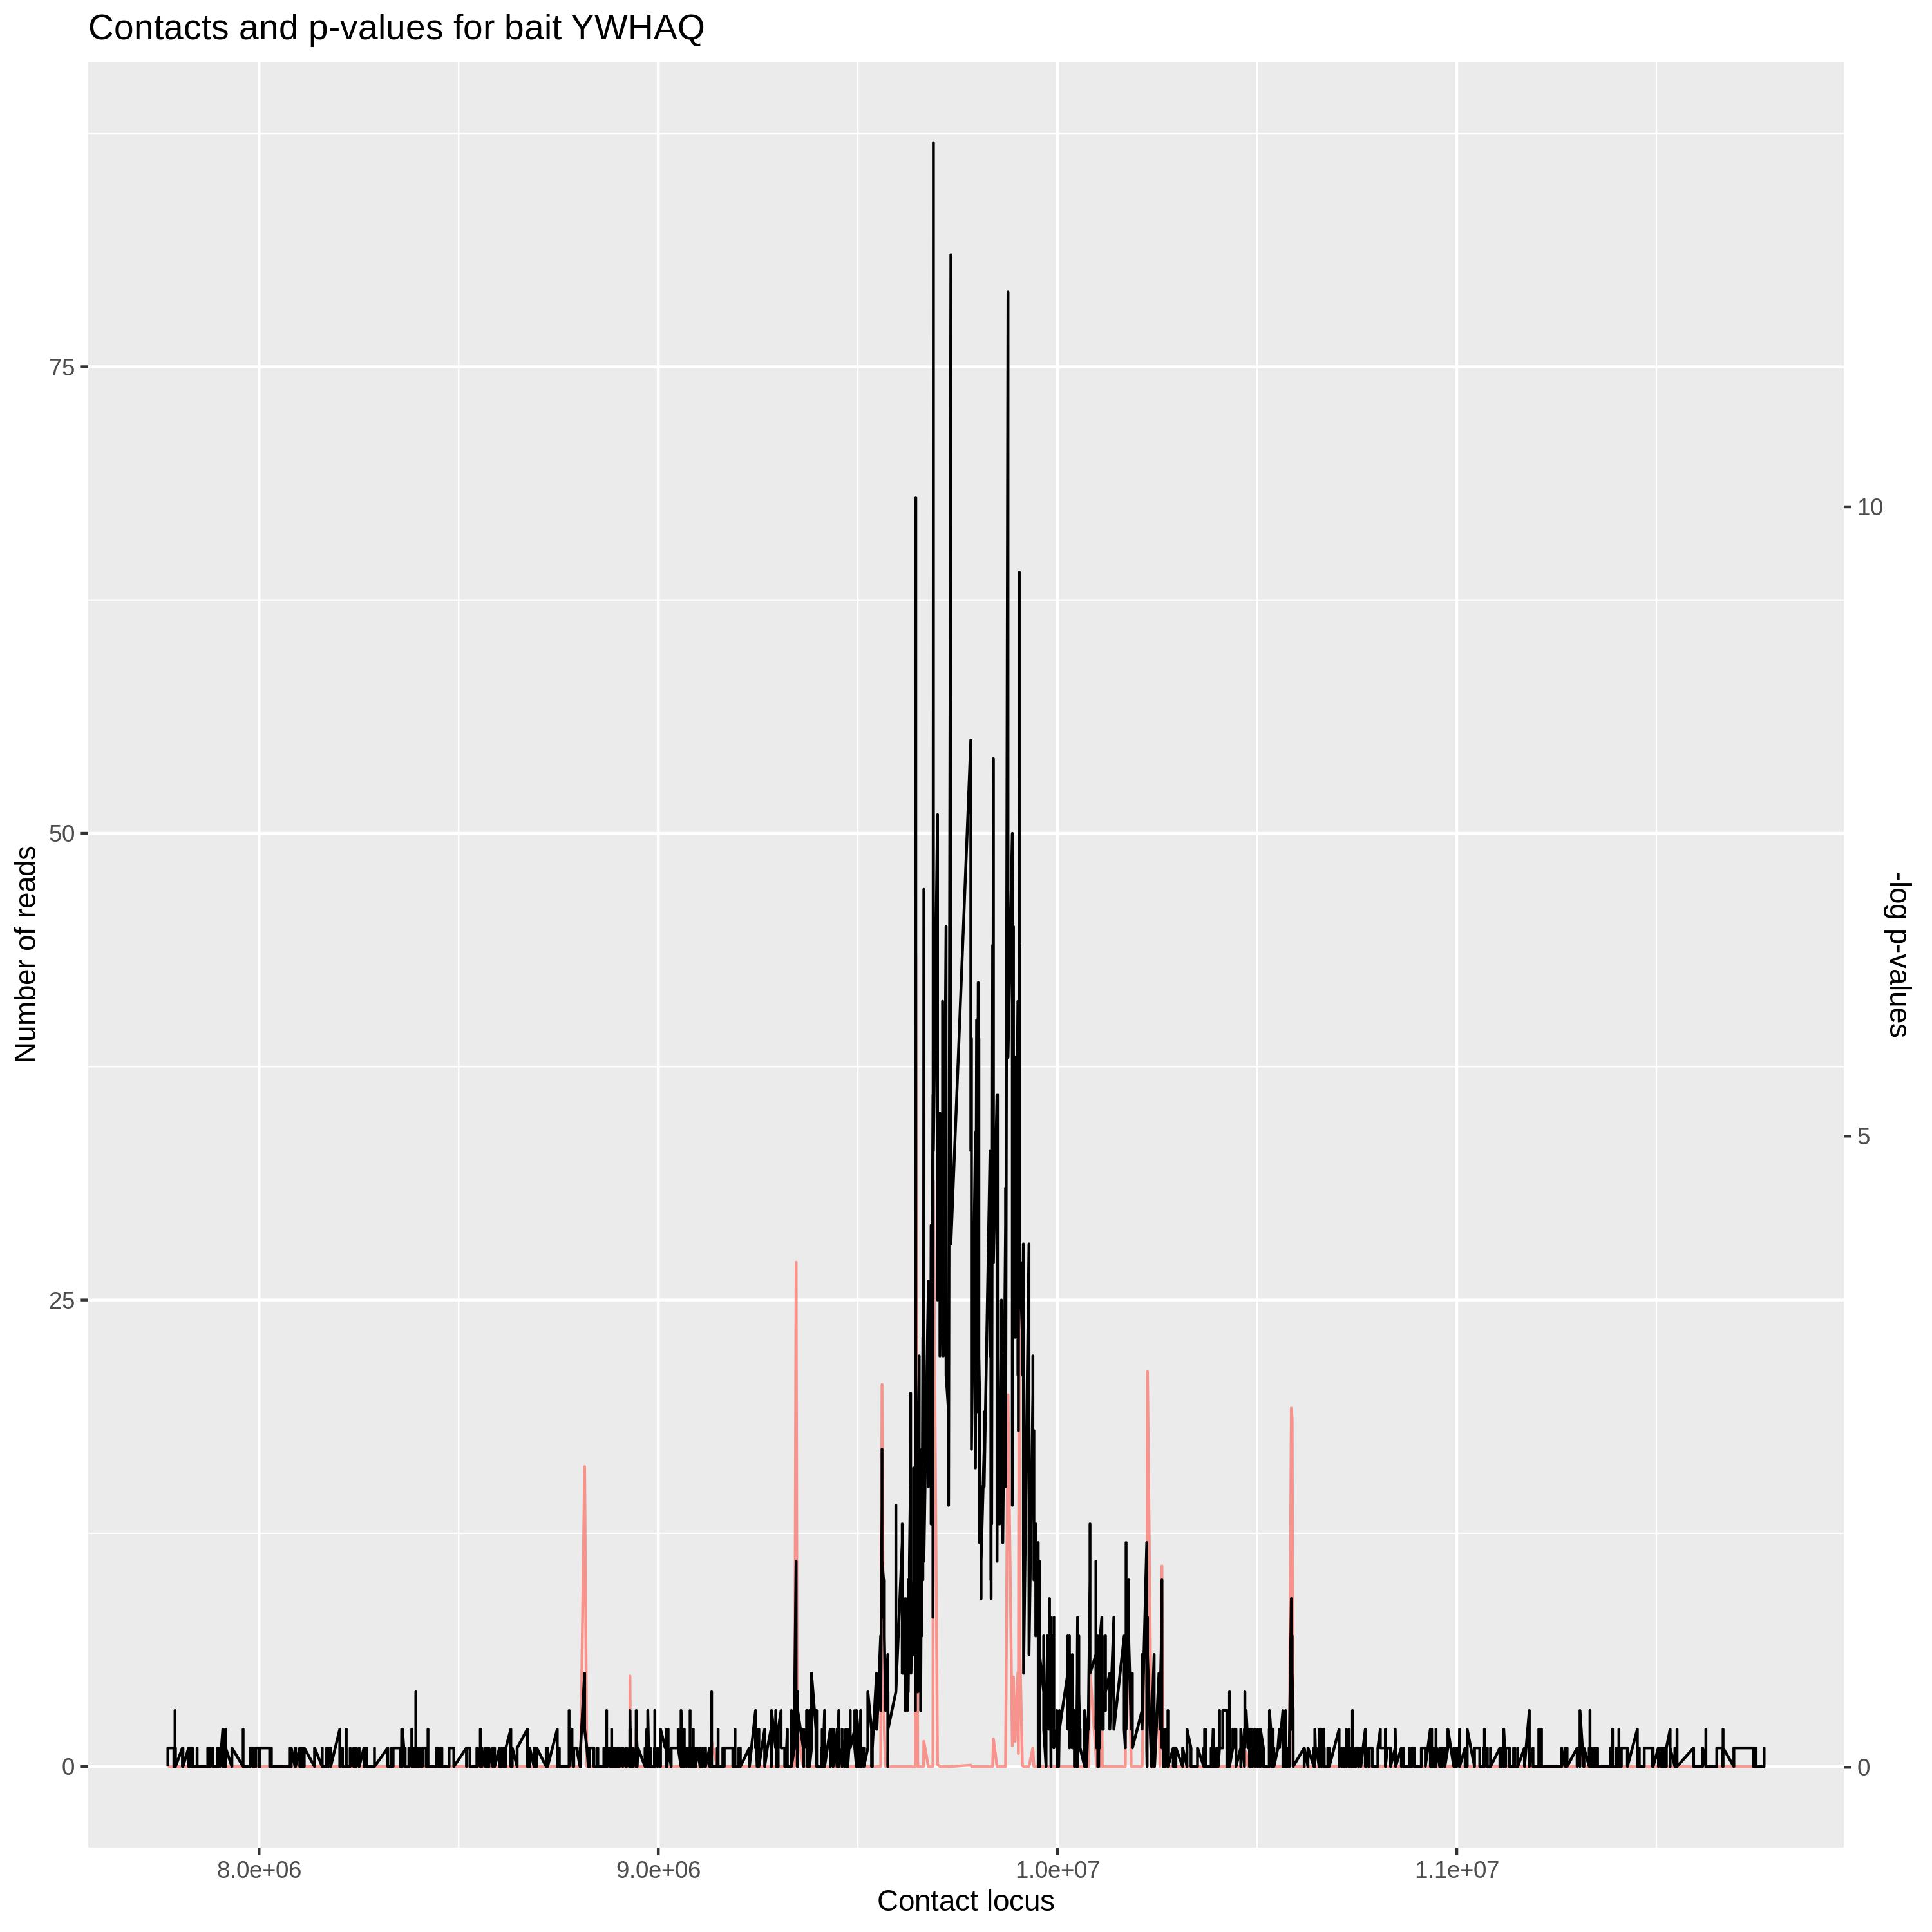 Contacts and p-values for bait YWHAQ
75
50
25
0
10
5
0
Number of reads
-log p-values
8.0e+06
9.0e+06
1.0e+07
1.1e+07
Contact locus